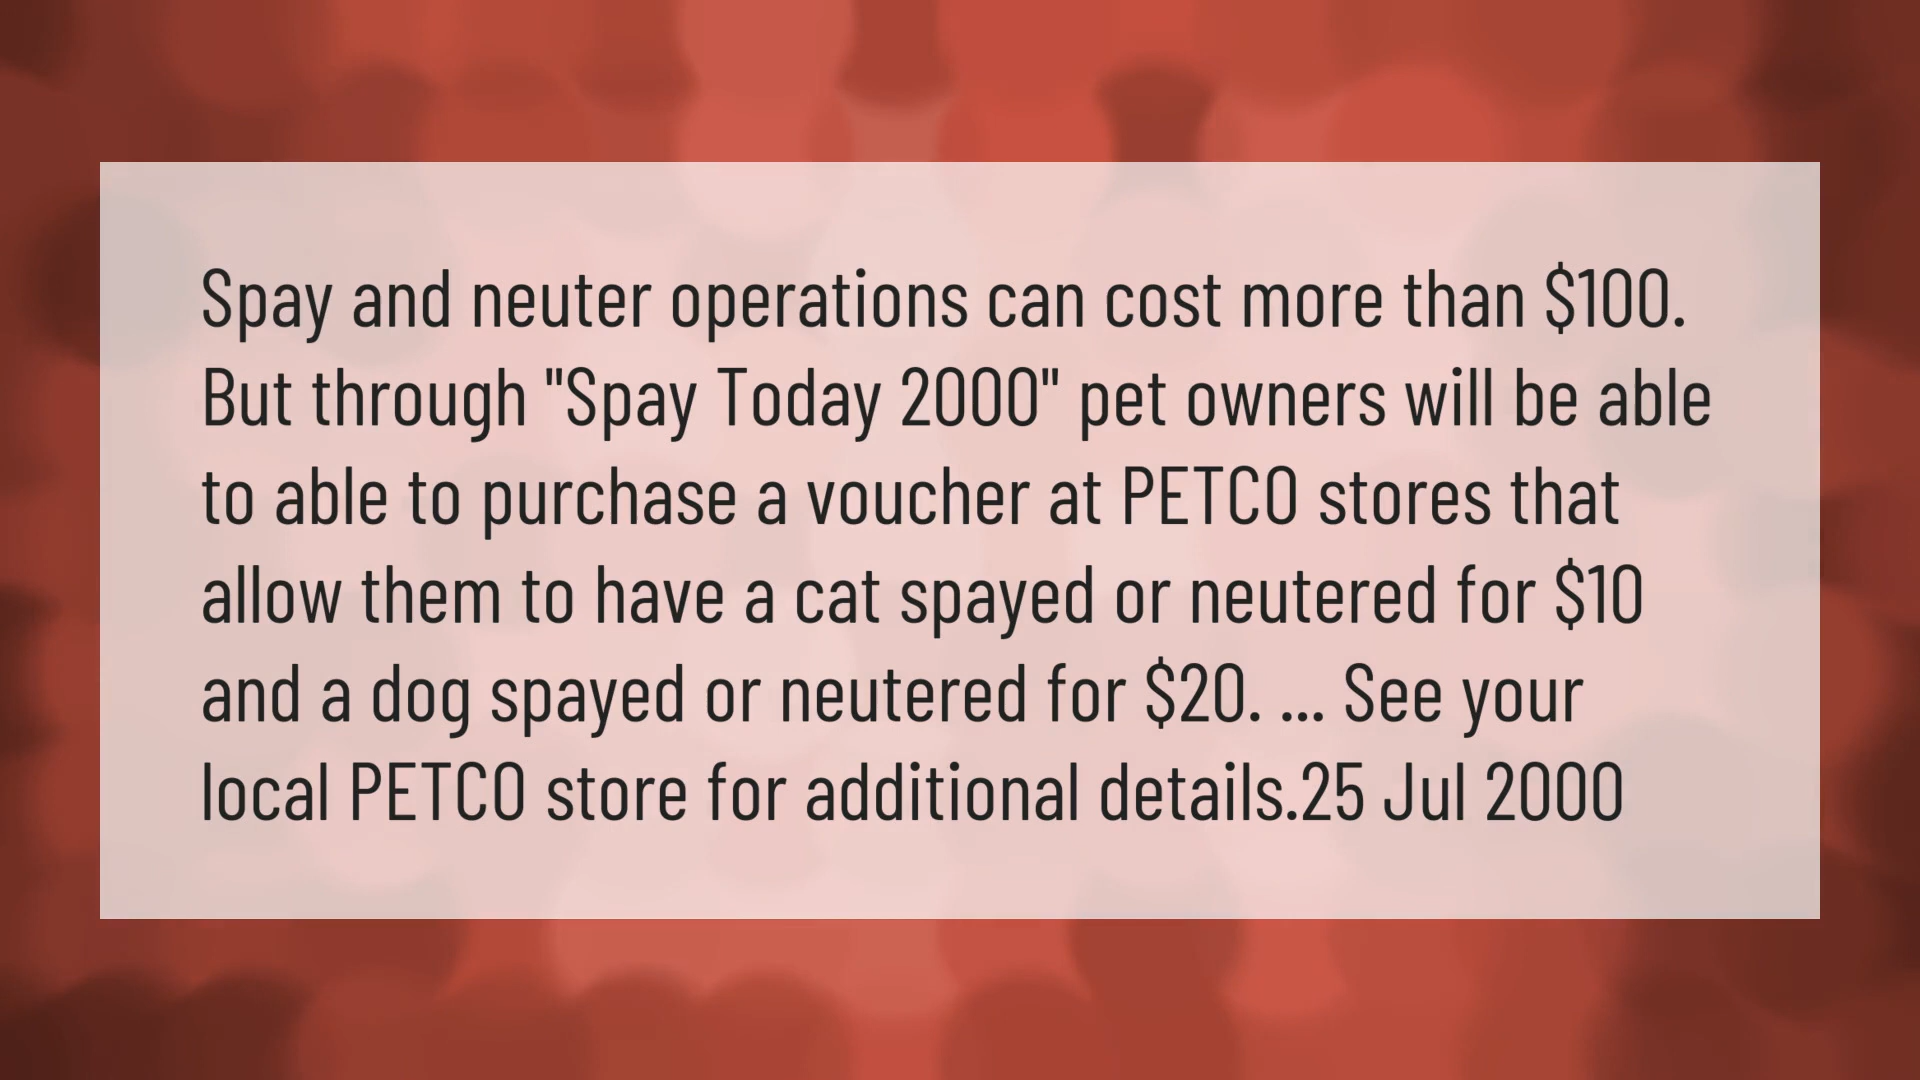 Spay and neuter operations can cost more than $100.
But through "Spay Today 2000" pet owners will be able
to able to purchase a voucher at PETCO stores that
allow them to have a cat spayed or neutered for $10
and a dog spayed or neutered for $20. ... See your
local PETCO store for additional details.25 Jul 2000